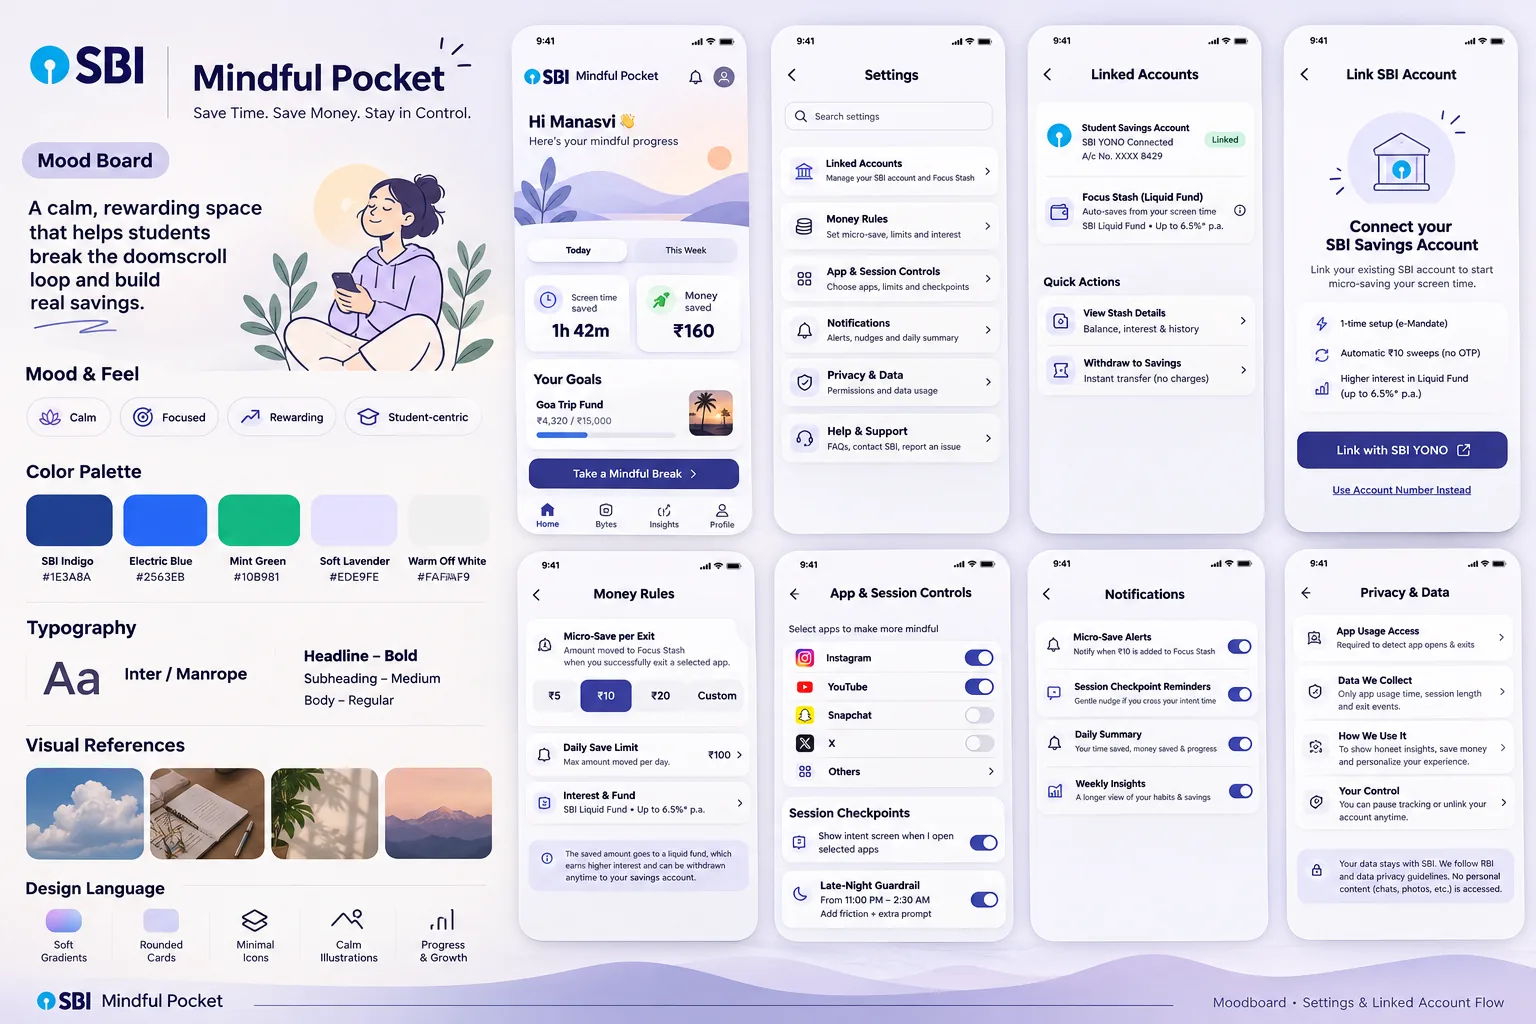 SBI
Mindful Pocket
Save Time. Save Money. Stay in Control.
Mood Board
A calm, rewarding space
that helps students
break the doomscroll
loop and build
real savings.
Mood & Feel
Calm
Focused
Rewarding
Student-centric
Color Palette
SBI Indigo
#1E3A8A
Electric Blue
#2563EB
Mint Green
#10B981
Soft Lavender
#EDE9FE
Warm Off White
Typography
Aa
Inter / Manrope
Headline – Bold
Subheading – Medium
Body – Regular
Visual References
Design Language
Soft
Gradients
Rounded
Cards
Minimal
Icons
Calm
Illustrations
Progress
& Growth
9:41
SBI Mindful Pocket
Hi Manasvi 👋
Here's your mindful progress
Today
This Week
Screen time
saved
1h 42m
Money
saved
₹160
Your Goals
Goa Trip Fund
₹4,320 / ₹15,000
Take a Mindful Break
Home
Bytes
Insights
Profile
9:41
Settings
Search settings
Linked Accounts
Manage your SBI account and Focus Stash
Money Rules
Set micro-save, limits and interest
App & Session Controls
Choose apps, limits and checkpoints
Notifications
Alerts, nudges and daily summary
Privacy & Data
Permissions and data usage
Help & Support
FAQs, contact SBI, report an issue
9:41
Linked Accounts
Student Savings Account
SBI YONO Connected
A/c No. XXXX 8429
Linked
Focus Stash (Liquid Fund)
Auto-saves from your screen time
SBI Liquid Fund • Up to 6.5%* p.a.
Quick Actions
View Stash Details
Balance, interest & history
Withdraw to Savings
Instant transfer (no charges)
9:41
Link SBI Account
Connect your
SBI Savings Account
Link your existing SBI account to start
micro-saving your screen time.
1-time setup (e-Mandate)
Automatic ₹10 sweeps (no OTP)
Higher interest in Liquid Fund
(up to 6.5%* p.a.)
Link with SBI YONO
Use Account Number Instead
9:41
Money Rules
Micro-Save per Exit
Amount moved to Focus Stash
when you successfully exit a selected app.
₹5
₹10
₹20
Custom
Daily Save Limit
Max amount moved per day.
₹100
Interest & Fund
SBI Liquid Fund • Up to 6.5%* p.a.
The saved amount goes to a liquid fund, which
earns higher interest and can be withdrawn
anytime to your savings account.
9:41
App & Session Controls
Select apps to make more mindful
Instagram
YouTube
Snapchat
X
Others
Session Checkpoints
Show intent screen when I open
selected apps
Late-Night Guardrail
From 11:00 PM – 2:30 AM
Add friction + extra prompt
9:41
Notifications
Micro-Save Alerts
Notify when ₹10 is added to Focus Stash
Session Checkpoint Reminders
Gentle nudge if you cross your intent time
Daily Summary
Your time saved, money saved & progress
Weekly Insights
A longer view of your habits & savings
9:41
Privacy & Data
App Usage Access
Required to detect app opens & exits
Data We Collect
Only app usage time, session length
and exit events.
How We Use It
To show honeet insights, save money
and personalize your experience.
Your Control
You can pause tracking or unlink your
account anytime.
Your data stays with SBI. We follow RBI
and data privacy guidelines. No personal
content (chats, photos, etc.) is accessed.
SBI Mindful Pocket
Moodboard • Settings & Linked Account Flow